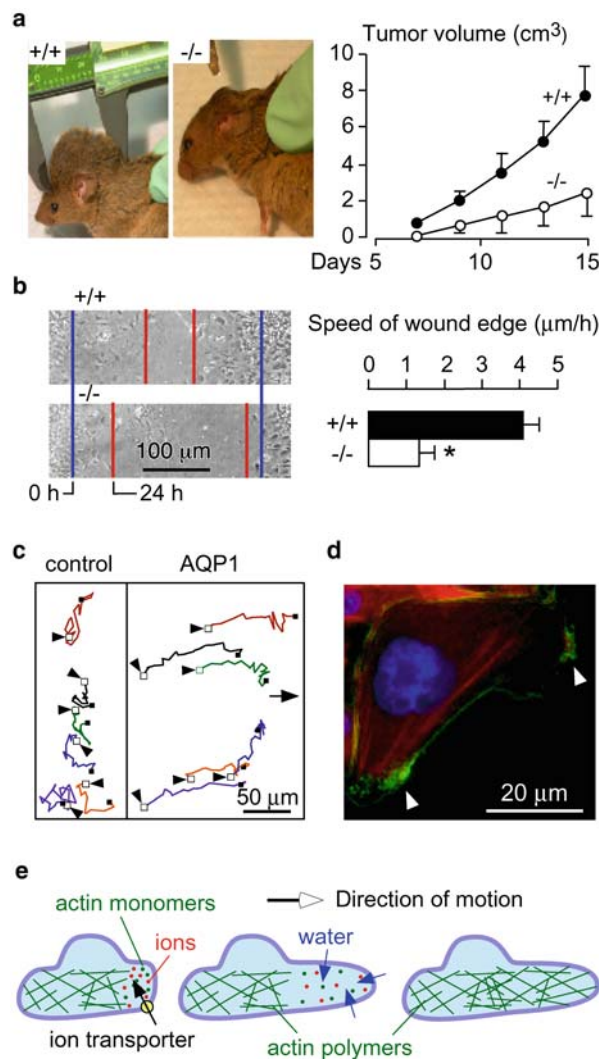 a
+/+
-/-
Tumor volume (cm³)
10
8
6
4
2
0
+/+
-/-
Days 5 10 15
b
+/+
-/-
100 μm
0 h
24 h
Speed of wound edge (μm/h)
0 1 2 3 4 5
+/+
-/-
*
c
control AQP1
50 μm
d
20 μm
e
Direction of motion
actin monomers
ions
water
ion transporter
actin polymers